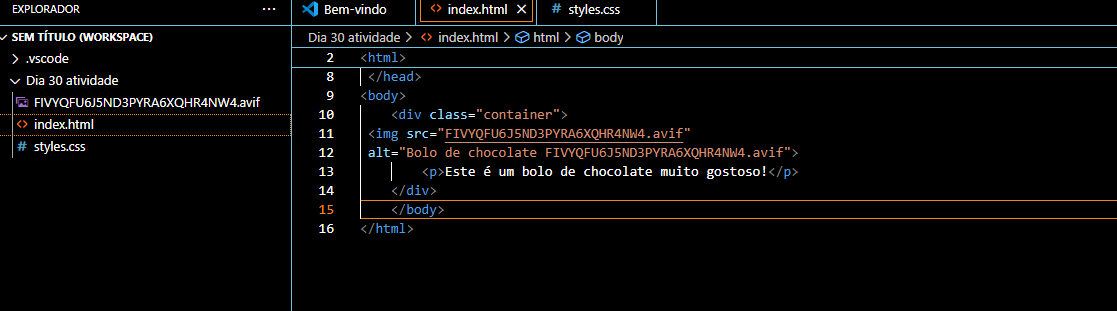 EXPLORADOR ···
Bem-vindo
index.html
# styles.css
SEM TÍTULO (WORKSPACE)
.vscode
Dia 30 atividade
FIVYQFU6J5ND3PYRA6XQHR4NW4.avif
<> index.html
# styles.css
Dia 30 atividade > <> index.html > html > body
2 <html>
8 </head>
9 <body>
10 <div class="container">
11 <img src="FIVYQFU6J5ND3PYRA6XQHR4NW4.avif"
12 alt="Bolo de chocolate FIVYQFU6J5ND3PYRA6XQHR4NW4.avif">
13 <p>Este é um bolo de chocolate muito gostoso!</p>
14 </div>
15 </body>
16 </html>